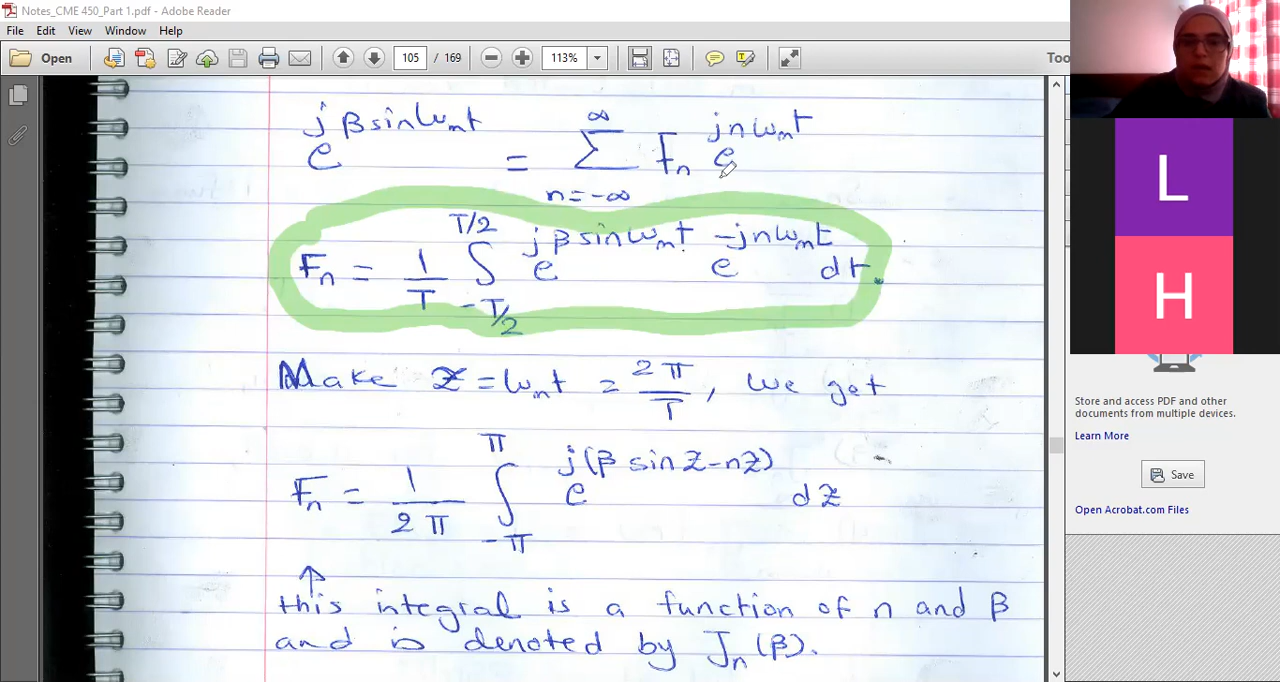 Notes_CME 450_Part 1.pdf - Adobe Reader
File Edit View Window Help
Open 105 / 169 113% Too
e^{jβ sin ω_m t} = ∑_{n=-∞}^{∞} F_n e^{jnω_m t}
F_n = 1/T ∫_{-T/2}^{T/2} e^{jβ sin ω_m t} e^{-jnω_m t} dt.
Make Z = ω_m t = 2π/T, we get
F_n = 1/2π ∫_{-π}^{π} e^{j(β sin Z - nZ)} dZ
↑
this integral is a function of n and β
and is denoted by J_n(β).
L
H
Store and access PDF and other
documents from multiple devices.
Learn More
Save
Open Acrobat.com Files